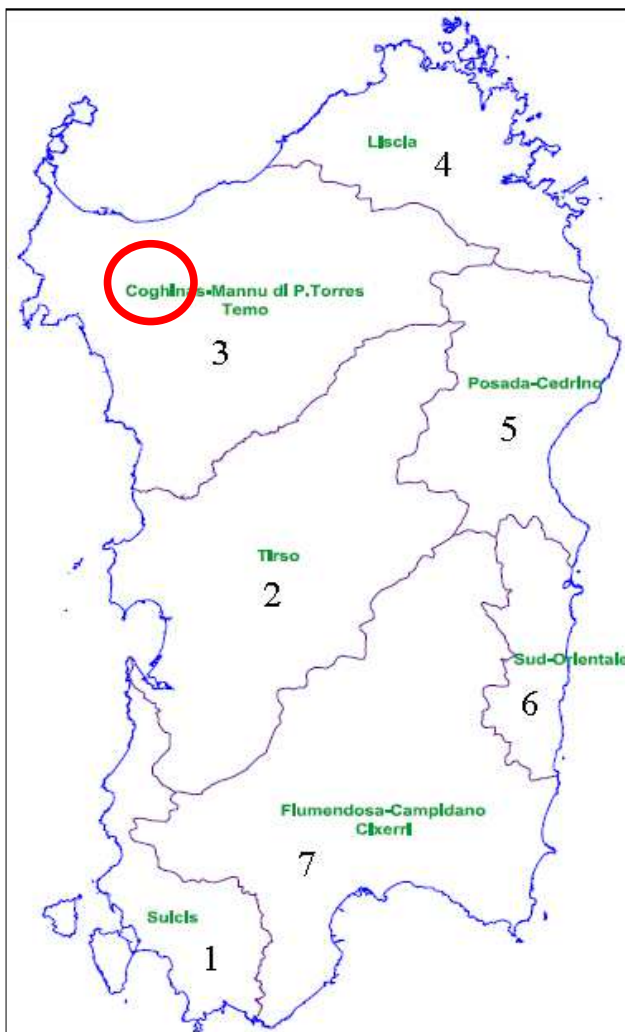 Liscia
4
Coghinas-Mannu di P.Torres
Temo
3
Posada-Cedrino
5
Tirso
2
Sud-Orientale
6
Flumendosa-Campidano
Cixerri
7
Sulcis
1